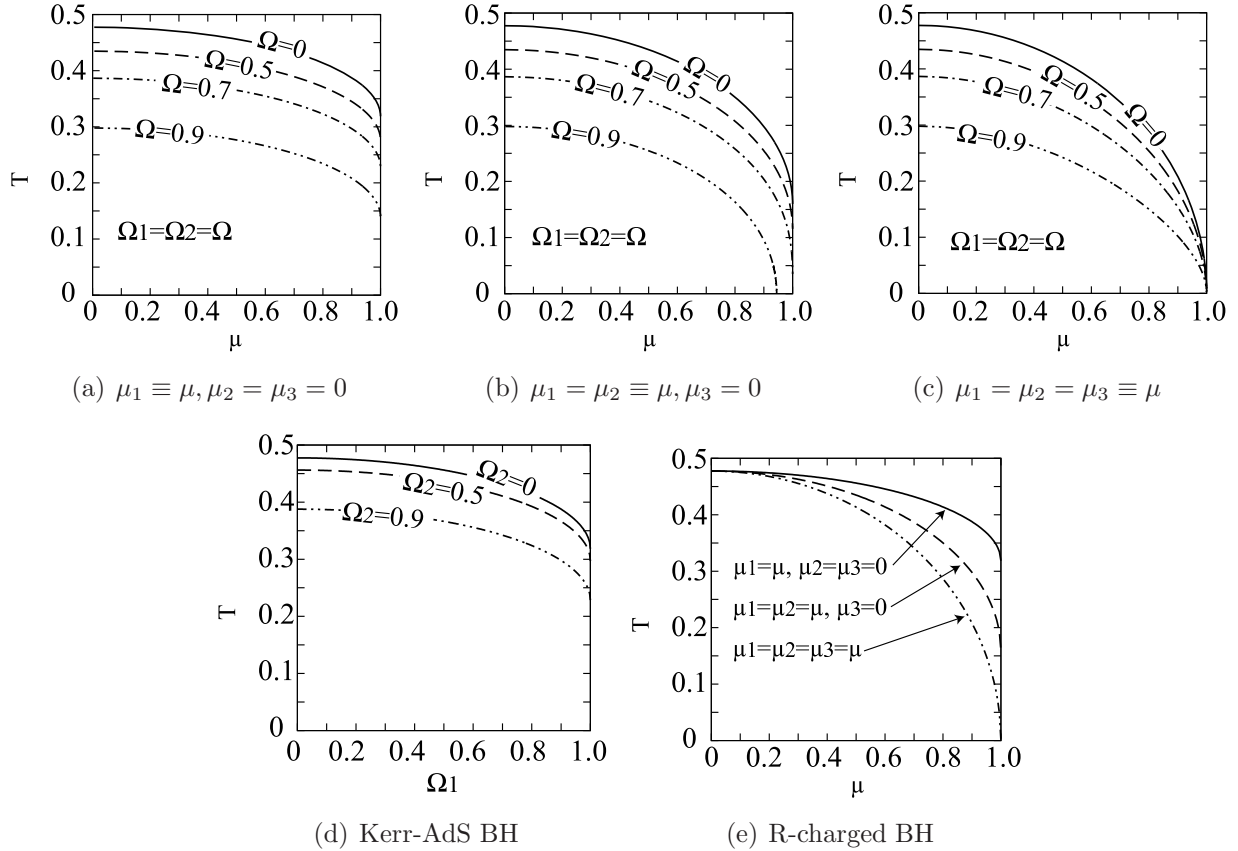 0.5
0.4
0.3
0.2
0.1
0
T
Ω=0
Ω=0.5
Ω=0.7
Ω=0.9
Ω1=Ω2=Ω
0 0.2 0.4 0.6 0.8 1.0
μ
(a) μ₁ ≡ μ, μ₂ = μ₃ = 0
0.5
0.4
0.3
0.2
0.1
0
T
Ω=0
Ω=0.5
Ω=0.7
Ω=0.9
Ω1=Ω2=Ω
0 0.2 0.4 0.6 0.8 1.0
μ
(b) μ₁ = μ₂ ≡ μ, μ₃ = 0
0.5
0.4
0.3
0.2
0.1
0
T
Ω=0
Ω=0.5
Ω=0.7
Ω=0.9
Ω1=Ω2=Ω
0 0.2 0.4 0.6 0.8 1.0
μ
(c) μ₁ = μ₂ = μ₃ ≡ μ
0.5
0.4
0.3
0.2
0.1
0
T
Ω2=0
Ω2=0.5
Ω2=0.9
0 0.2 0.4 0.6 0.8 1.0
Ω1
(d) Kerr-AdS BH
0.5
0.4
0.3
0.2
0.1
0
T
μ1=μ, μ2=μ3=0
μ1=μ2=μ, μ3=0
μ1=μ2=μ3=μ
0 0.2 0.4 0.6 0.8 1.0
μ
(e) R-charged BH